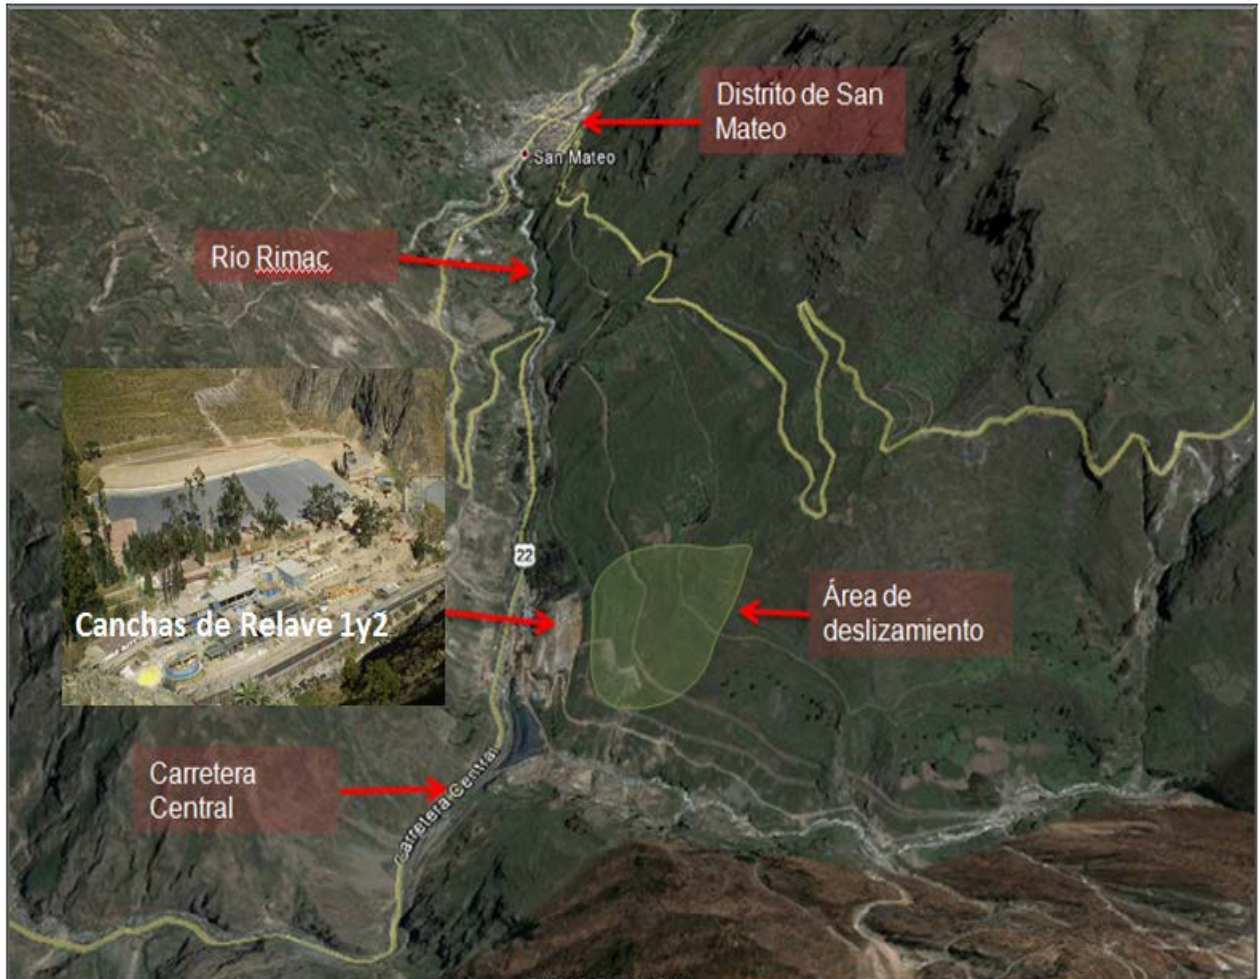 Distrito de San
Mateo
San Mateo
Rio Rimac
22
Área de
deslizamiento
Canchas de Relave 1y2
Carretera
Central
Carretera Central